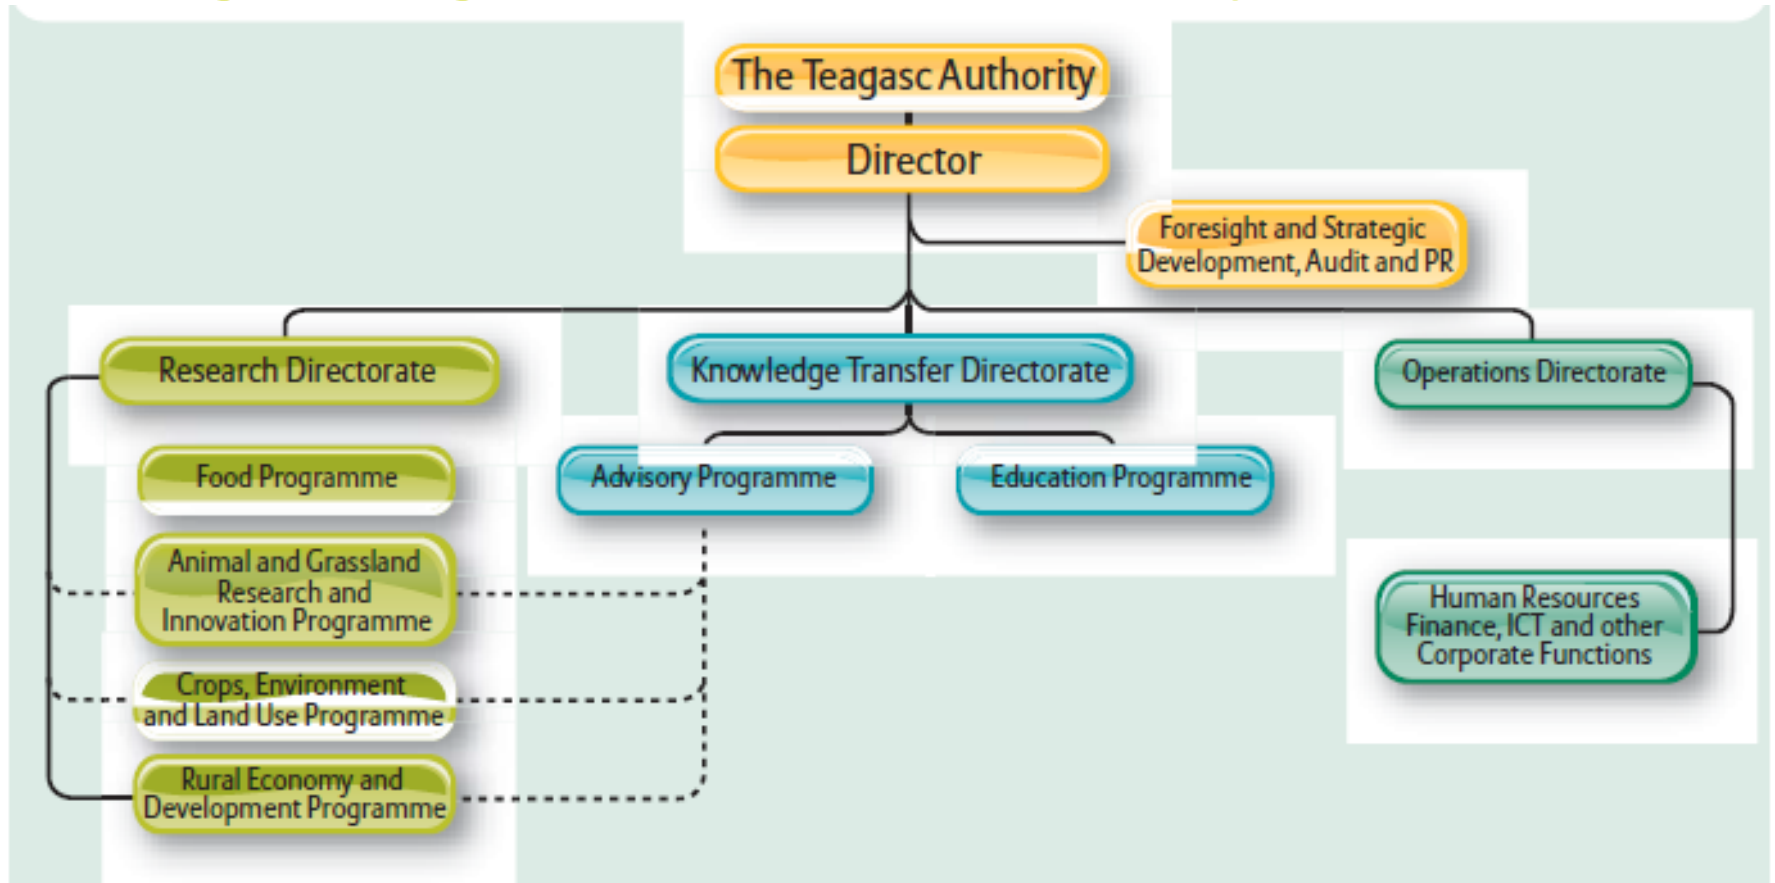 The Teagasc Authority
Director
Foresight and Strategic
Development, Audit and PR
Research Directorate
Knowledge Transfer Directorate
Operations Directorate
Food Programme
Advisory Programme
Education Programme
Animal and Grassland
Research and
Innovation Programme
Human Resources
Finance, ICT and other
Corporate Functions
Crops, Environment
and Land Use Programme
Rural Economy and
Development Programme